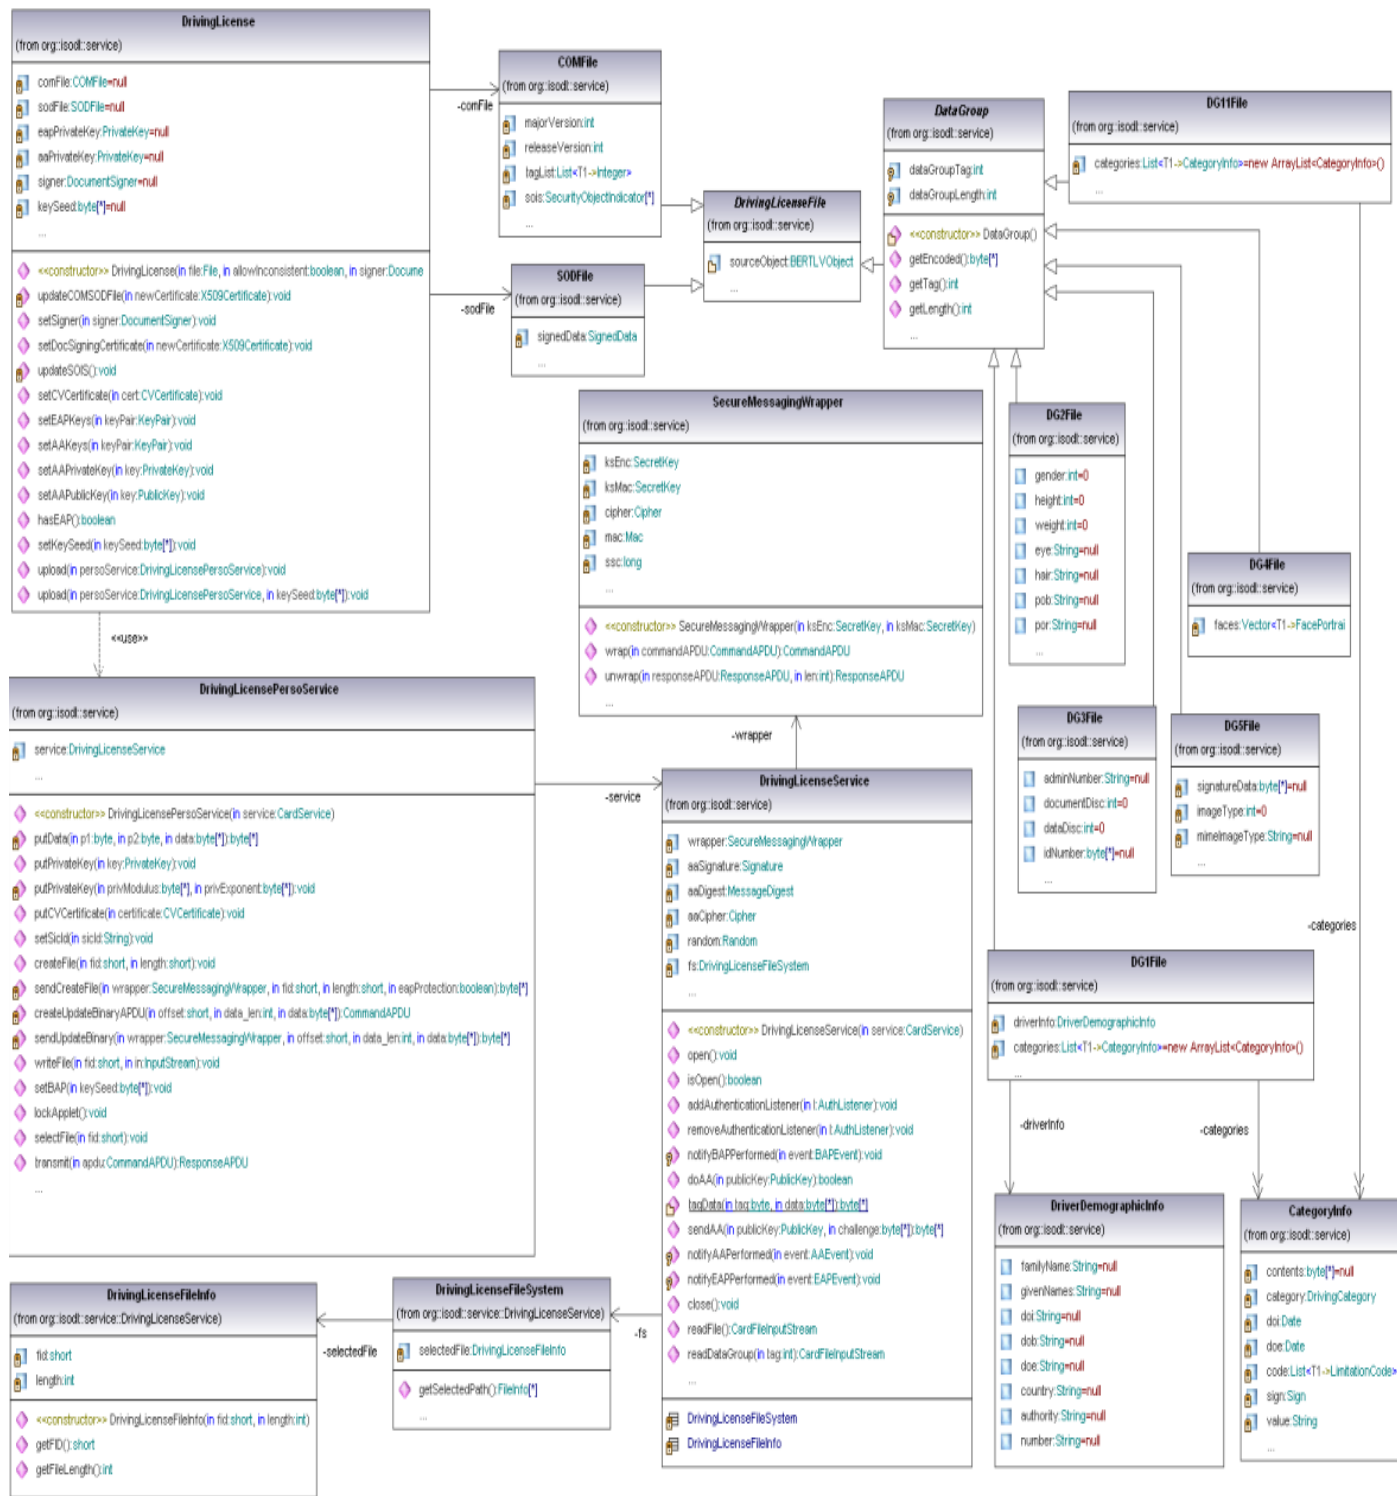 DrivingLicense
(from org::isodl::service)
comFile:COMFile=null
sodFile:SODFile=null
eapPrivateKey:PrivateKey=null
aaPrivateKey:PrivateKey=null
signer:DocumentSigner=null
keySeed:byte[*]=null
...
<<constructor>> DrivingLicense(in file:File, in allowInconsistent:boolean, in signer:Docume
updateCOMSODFile(in newCertificate:X509Certificate):void
setSigner(in signer:DocumentSigner):void
setDocSigningCertificate(in newCertificate:X509Certificate):void
updateSOIS():void
setCVCertificate(in cert:CVCertificate):void
setEAPKeys(in keyPair:KeyPair):void
setAAKeys(in keyPair:KeyPair):void
setAAPrivateKey(in key:PrivateKey):void
setAAPublicKey(in key:PublicKey):void
hasEAP():boolean
setKeySeed(in keySeed:byte[*]):void
upload(in persoService:DrivingLicensePersoService):void
upload(in persoService:DrivingLicensePersoService, in keySeed:byte[*]):void
-comFile
-sodFile
<<use>>
COMFile
(from org::isodl::service)
majorVersion:int
releaseVersion:int
tagList:List<T1->Integer>
sois:SecurityObjectIndicator[*]
...
SODFile
(from org::isodl::service)
signedData:SignedData
...
DrivingLicenseFile
(from org::isodl::service)
sourceObject:BERTLVObject
...
DataGroup
(from org::isodl::service)
dataGroupTag:int
dataGroupLength:int
<<constructor>> DataGroup()
getEncoded():byte[*]
getTag():int
getLength():int
...
DG11File
(from org::isodl::service)
categories:List<T1->CategoryInfo>=new ArrayList<CategoryInfo>()
...
SecureMessagingWrapper
(from org::isodl::service)
ksEnc:SecretKey
ksMac:SecretKey
cipher:Cipher
mac:Mac
ssc:long
...
<<constructor>> SecureMessagingWrapper(in ksEnc:SecretKey, in ksMac:SecretKey)
wrap(in commandAPDU:CommandAPDU):CommandAPDU
unwrap(in responseAPDU:ResponseAPDU, in len:int):ResponseAPDU
...
DG2File
(from org::isodl::service)
gender:int=0
height:int=0
weight:int=0
eye:String=null
hair:String=null
pob:String=null
por:String=null
...
DG4File
(from org::isodl::service)
faces:Vector<T1->FacePortrai
DG3File
(from org::isodl::service)
adminNumber:String=null
documentDisc:int=0
dataDisc:int=0
idNumber:byte[*]=null
...
DG5File
(from org::isodl::service)
signatureData:byte[*]=null
imageType:int=0
mimeImageType:String=null
...
DrivingLicensePersoService
(from org::isodl::service)
service:DrivingLicenseService
...
<<constructor>> DrivingLicensePersoService(in service:CardService)
putData(in p1:byte, in p2:byte, in data:byte[*]):byte[*]
putPrivateKey(in key:PrivateKey):void
putPrivateKey(in privModulus:byte[*], in privExponent:byte[*]):void
putCVCertificate(in certificate:CVCertificate):void
setSicId(in sicId:String):void
createFile(in fid:short, in length:short):void
sendCreateFile(in wrapper:SecureMessagingWrapper, in fid:short, in length:short, in eapProtection:boolean):byte[*]
createUpdateBinaryAPDU(in offset:short, in data_len:int, in data:byte[*]):CommandAPDU
sendUpdateBinary(in wrapper:SecureMessagingWrapper, in offset:short, in data_len:int, in data:byte[*]):byte[*]
writeFile(in fid:short, in in:InputStream):void
setBAP(in keySeed:byte[*]):void
lockApplet():void
selectFile(in fid:short):void
transmit(in apdu:CommandAPDU):ResponseAPDU
...
-service
-wrapper
DrivingLicenseService
(from org::isodl::service)
wrapper:SecureMessagingWrapper
aaSignature:Signature
aaDigest:MessageDigest
aaCipher:Cipher
random:Random
fs:DrivingLicenseFileSystem
...
<<constructor>> DrivingLicenseService(in service:CardService)
open():void
isOpen():boolean
addAuthenticationListener(in l:AuthListener):void
removeAuthenticationListener(in l:AuthListener):void
notifyBAPPerformed(in event:BAPEvent):void
doAA(in publicKey:PublicKey):boolean
tagData(in tag:byte, in data:byte[*]):byte[*]
sendAA(in publicKey:PublicKey, in challenge:byte[*]):byte[*]
notifyAAPerformed(in event:AAEvent):void
notifyEAPPerformed(in event:EAPEvent):void
close():void
readFile():CardFileInputStream
readDataGroup(in tag:int):CardFileInputStream
...
DrivingLicenseFileSystem
DrivingLicenseFileInfo
-categories
DG1File
(from org::isodl::service)
driverInfo:DriverDemographicInfo
categories:List<T1->CategoryInfo>=new ArrayList<CategoryInfo>()
...
-driverInfo
-categories
DriverDemographicInfo
(from org::isodl::service)
familyName:String=null
givenNames:String=null
doi:String=null
dob:String=null
doe:String=null
country:String=null
authority:String=null
number:String=null
CategoryInfo
(from org::isodl::service)
contents:byte[*]=null
category:DrivingCategory
doi:Date
doe:Date
code:List<T1->LimitationCode>
sign:Sign
value:String
...
DrivingLicenseFileInfo
(from org::isodl::service::DrivingLicenseService)
fid:short
length:int
<<constructor>> DrivingLicenseFileInfo(in fid:short, in length:int)
getFID():short
getFileLength():int
-selectedFile
DrivingLicenseFileSystem
(from org::isodl::service::DrivingLicenseService)
selectedFile:DrivingLicenseFileInfo
getSelectedPath():FileInfo[*]
...
-fs